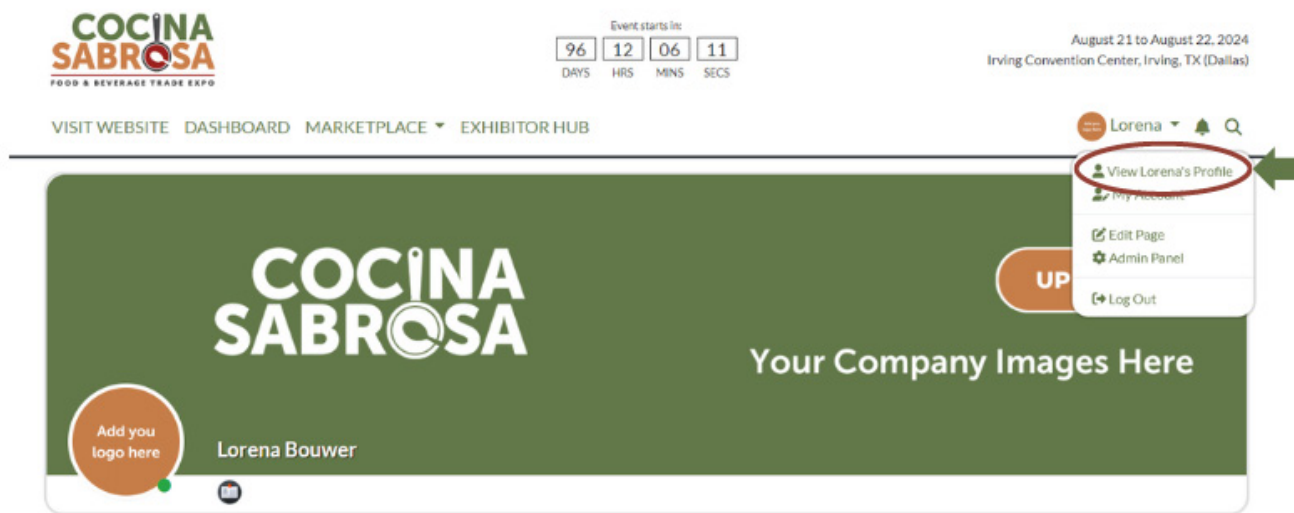 COCINA
SABROSA
FOOD & BEVERAGE TRADE EXPO
Event starts in:
96 12 06 11
DAYS HRS MINS SECS
August 21 to August 22, 2024
Irving Convention Center, Irving, TX (Dallas)
VISIT WEBSITE DASHBOARD MARKETPLACE EXHIBITOR HUB
Lorena
View Lorena's Profile
My Account
Edit Page
Admin Panel
Log Out
COCINA
SABROSA
UP
Your Company Images Here
Add you
logo here
Lorena Bouwer